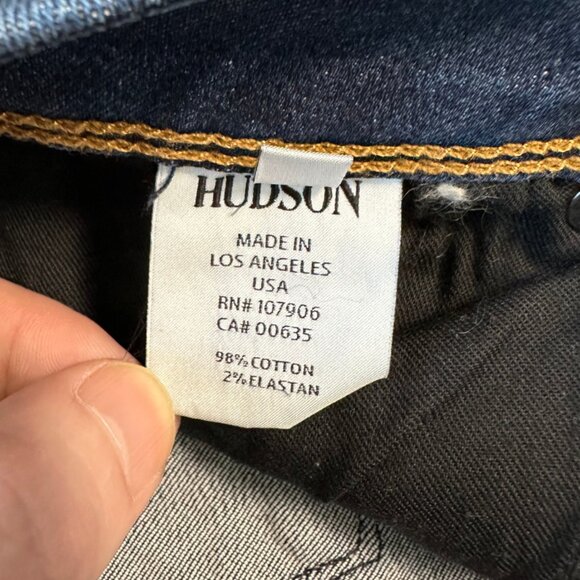 HUDSON
MADE IN
LOS ANGELES
USA
RN# 107906
CA# 00635
98% COTTON
2% ELASTAN